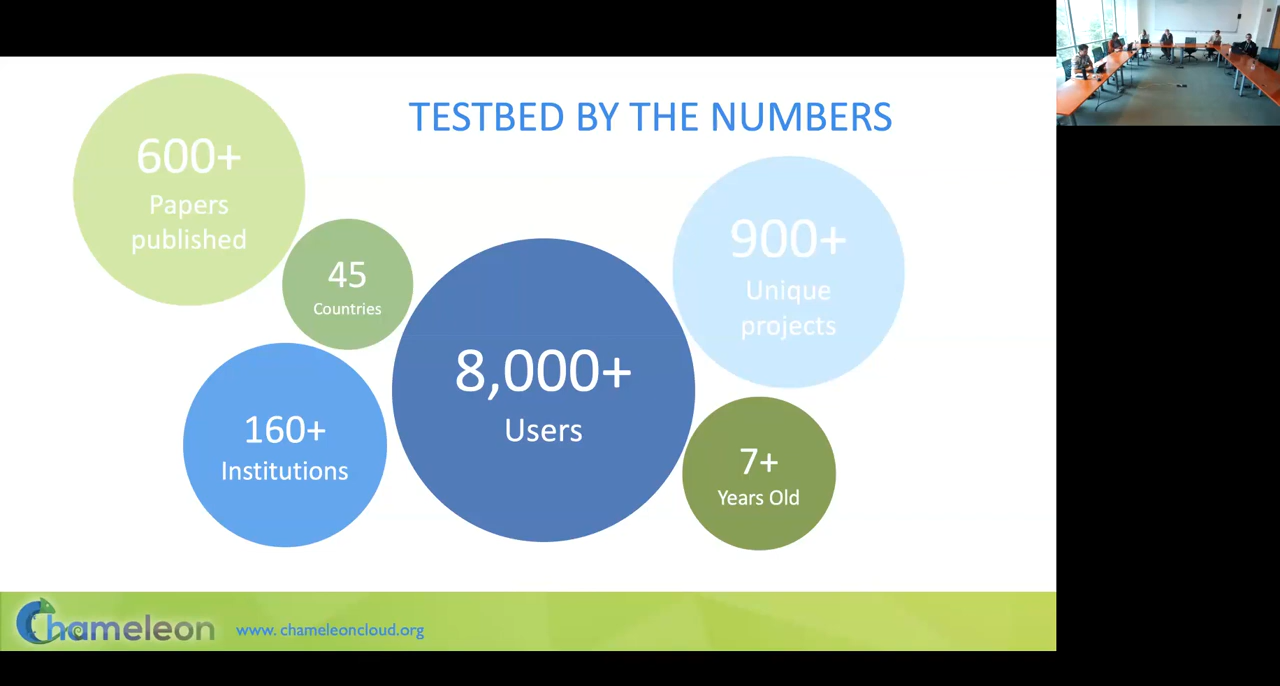 TESTBED BY THE NUMBERS
600+
Papers
published
45
Countries
900+
Unique
projects
8,000+
Users
160+
Institutions
7+
Years Old
Chameleon
www. chameleoncloud.org